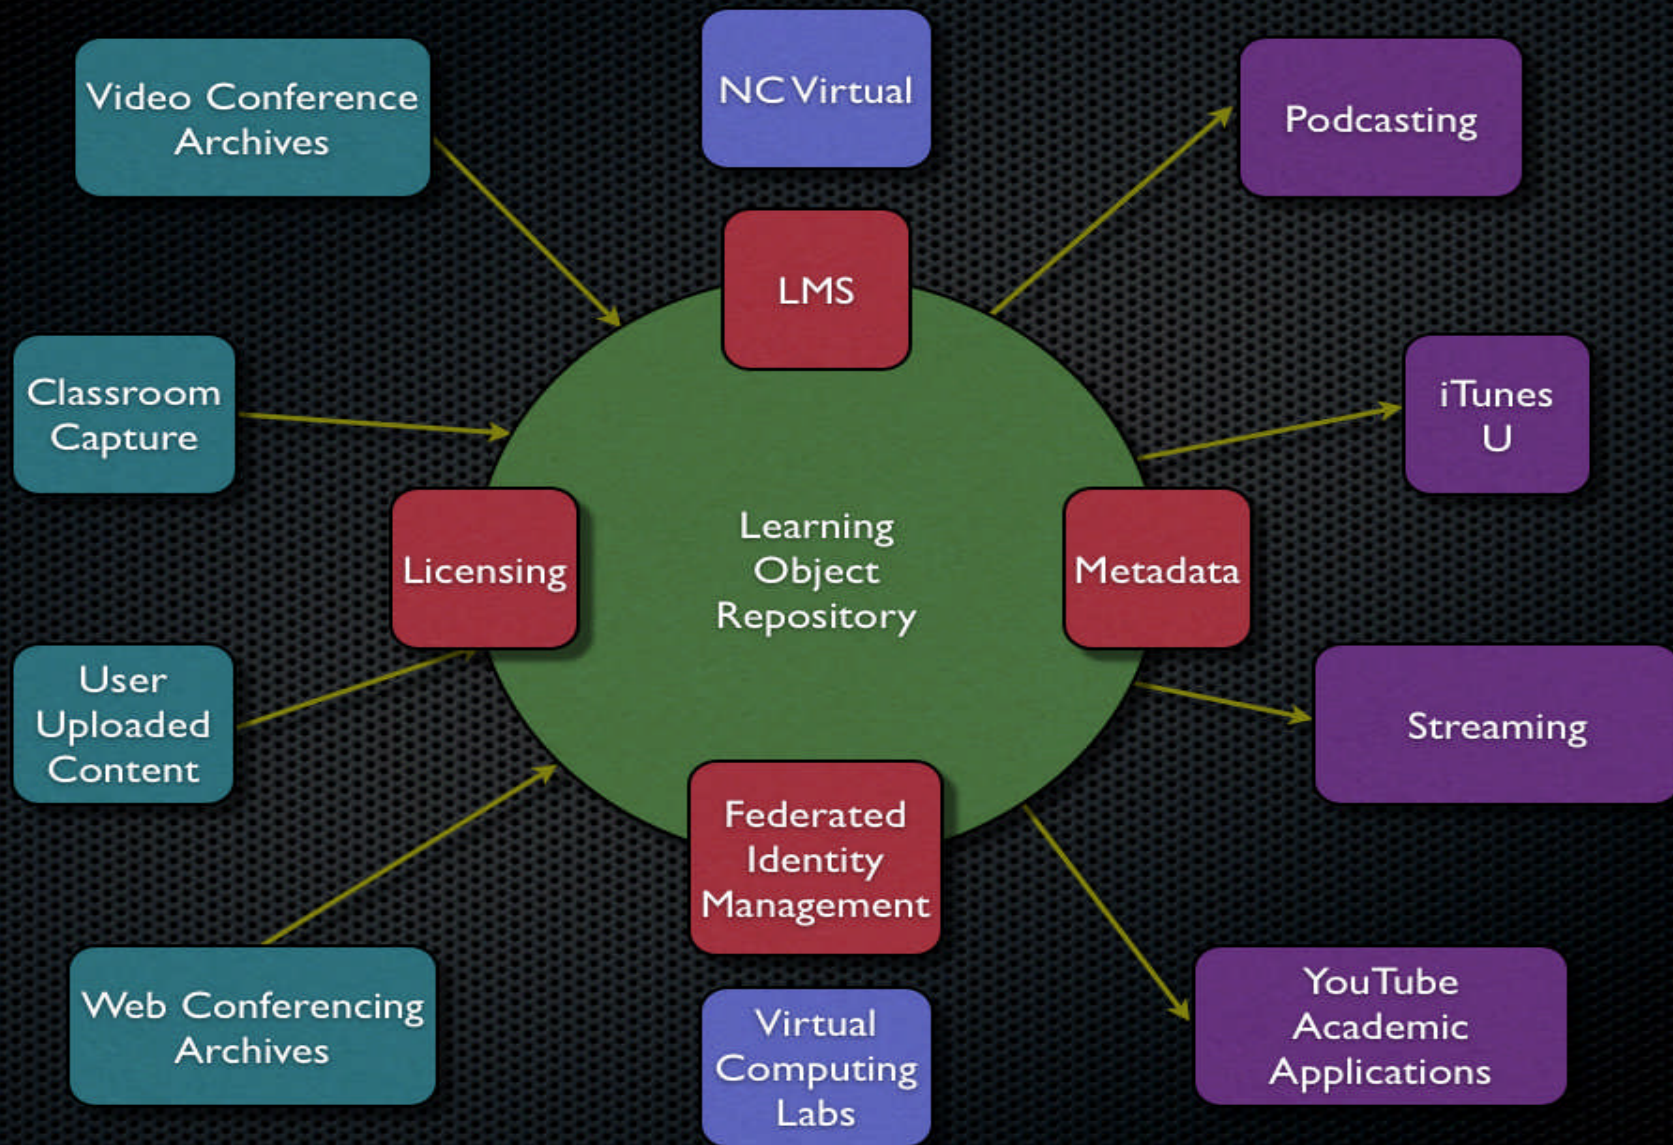 Video Conference
Archives
NC Virtual
Podcasting
LMS
Classroom
Capture
iTunes
U
Licensing
Learning
Object
Repository
Metadata
User
Uploaded
Content
Streaming
Federated
Identity
Management
Web Conferencing
Archives
Virtual
Computing
Labs
YouTube
Academic
Applications